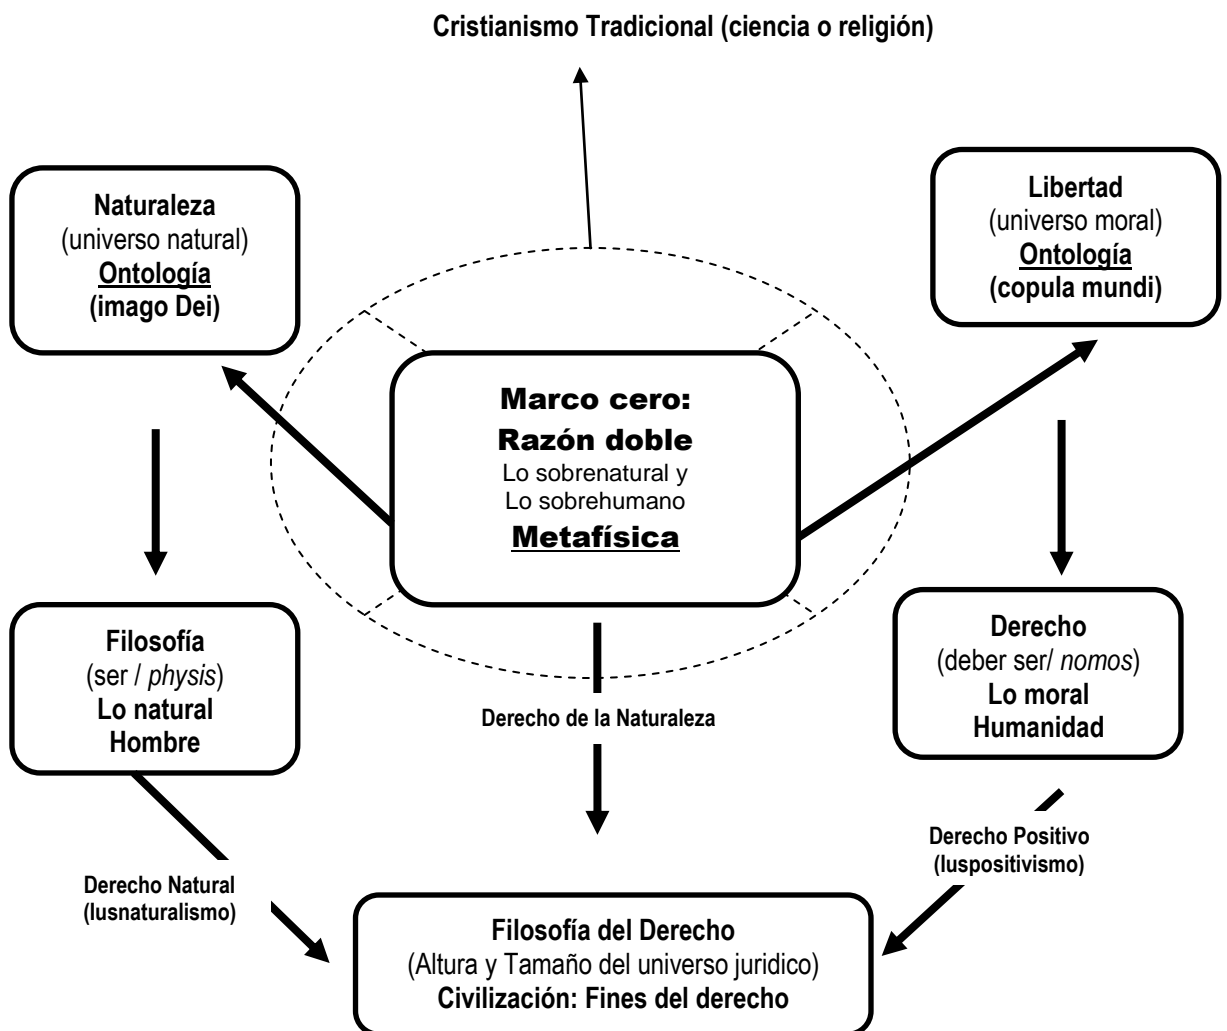 Cristianismo Tradicional (ciencia o religión)
Naturaleza
(universo natural)
Ontología
(imago Dei)
Libertad
(universo moral)
Ontología
(copula mundi)
Marco cero:
Razón doble
Lo sobrenatural y
Lo sobrehumano
Metafísica
Filosofía
(ser / physis)
Lo natural
Hombre
Derecho
(deber ser/ nomos)
Lo moral
Humanidad
Derecho de la Naturaleza
Derecho Natural
(Iusnaturalismo)
Derecho Positivo
(Iuspositivismo)
Filosofía del Derecho
(Altura y Tamaño del universo juridico)
Civilización: Fines del derecho